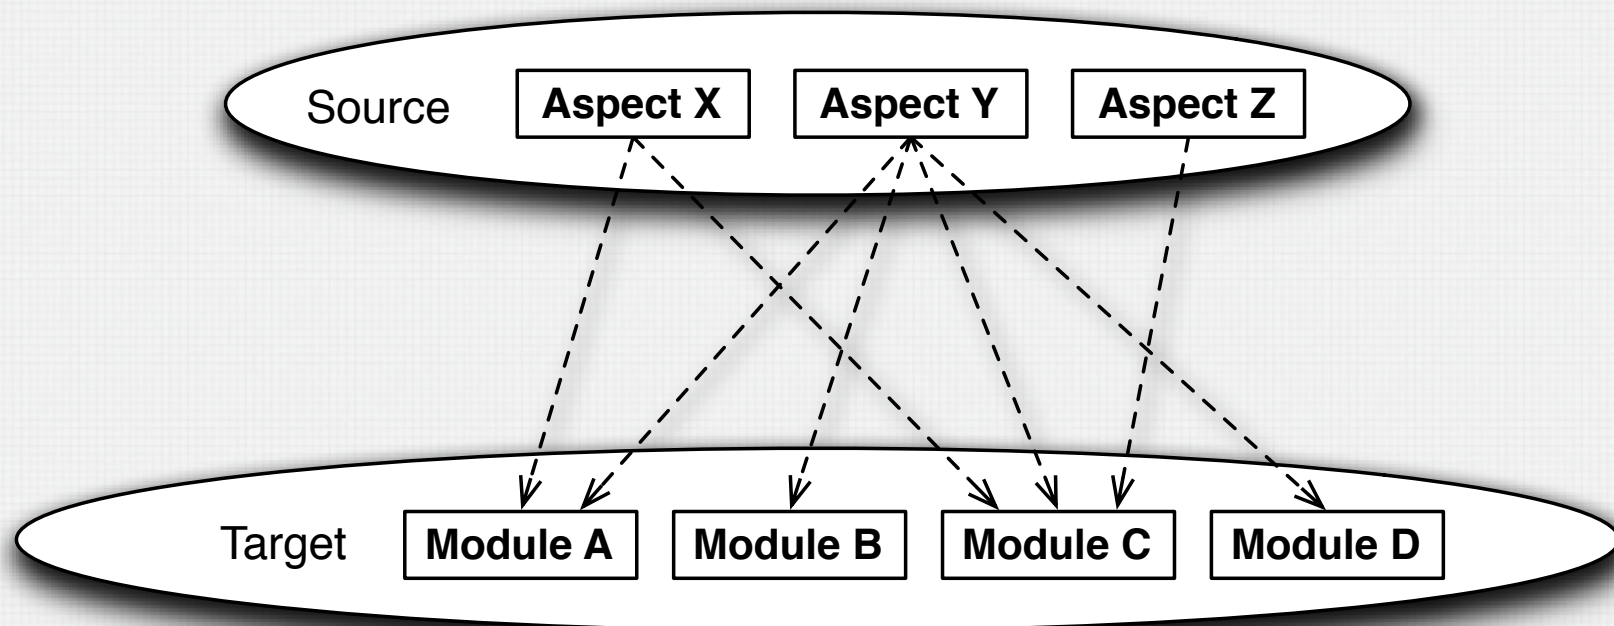 Source Aspect X Aspect Y Aspect Z
Target Module A Module B Module C Module D